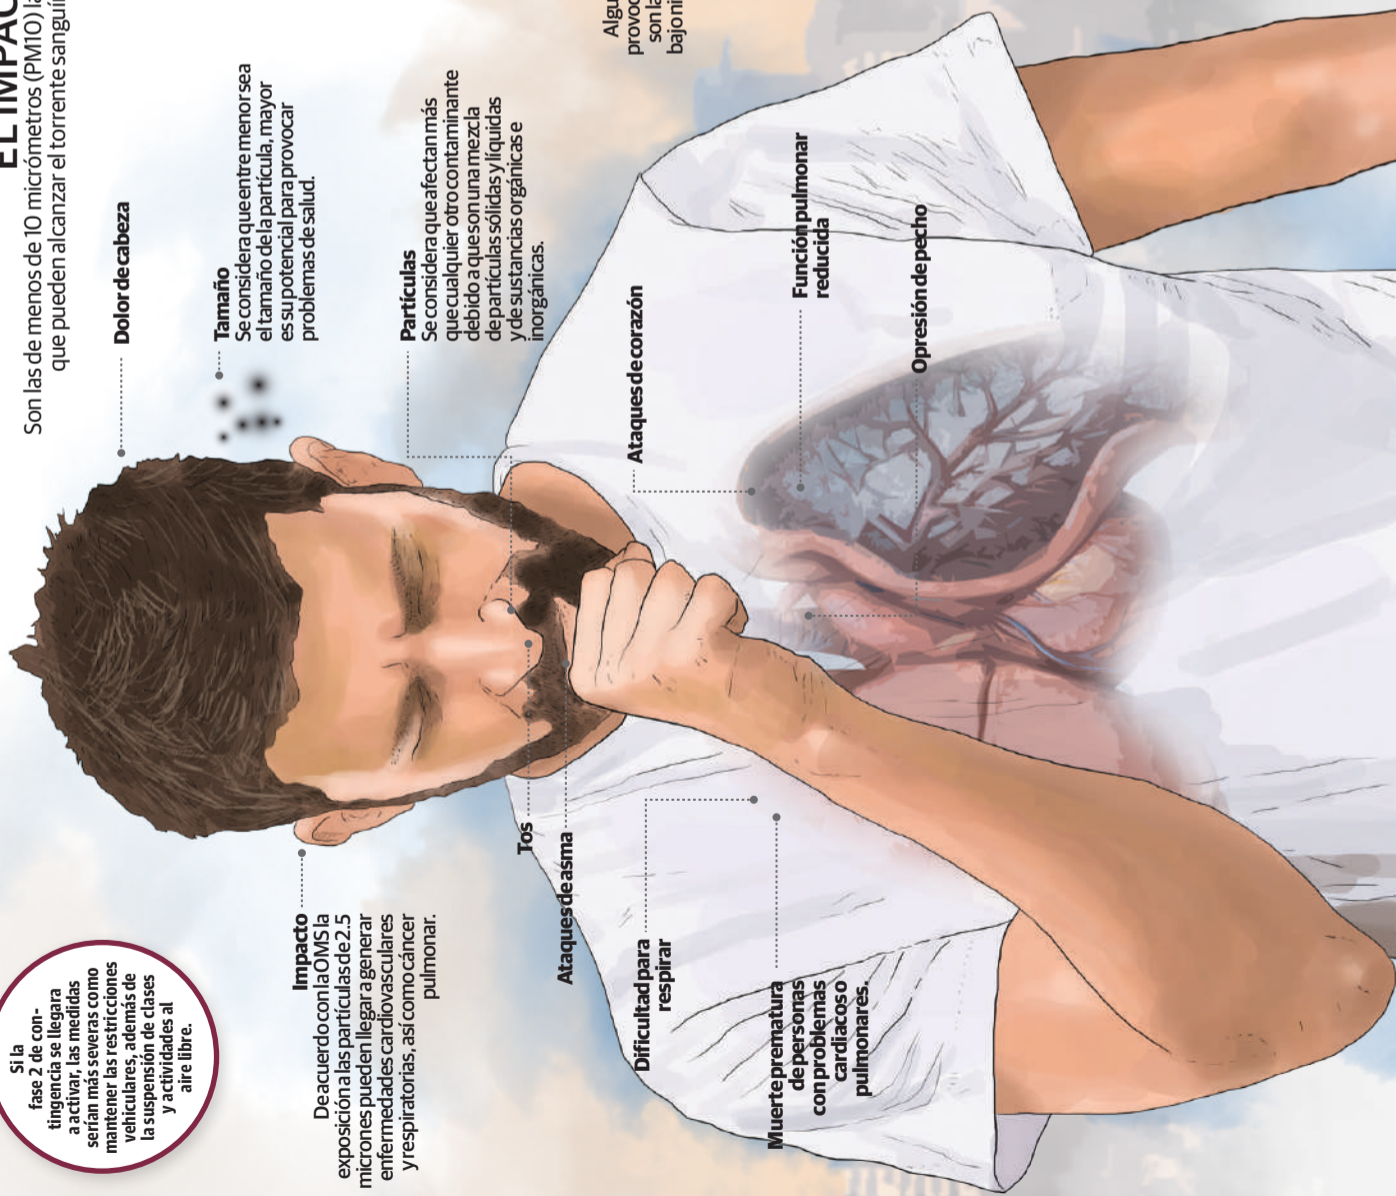 EL IMPAC
Son las de menos de 10 micrómetros (PM10) la
que pueden alcanzar el torrente sanguí
Si la
fase 2 de con-
tingencia se llegara
a activar, las medidas
serían más severas como
mantener las restricciones
vehiculares, además de
la suspensión de clases
y actividades al
aire libre.
Dolor de cabeza
Tamaño
Se considera que entre menor sea
el tamaño de la partícula, mayor
es su potencial para provocar
problemas de salud.
Impacto
De acuerdo con la OMS la
exposición a las partículas de 2.5
micrones pueden llegar a generar
enfermedades cardiovasculares
y respiratorias, así como cáncer
pulmonar.
Partículas
Se considera que afectan más
que cualquier otro contaminante
debido a que son una mezcla
de partículas sólidas y líquidas
y de sustancias orgánicas e
inorgánicas.
Tos
Ataques de asma
Algu
provoc
son la
bajo ni
Ataques de corazón
Dificultad para
respirar
Función pulmonar
reducida
Muerte prematura
de personas
con problemas
cardiacos o
pulmonares.
Opresión de pecho